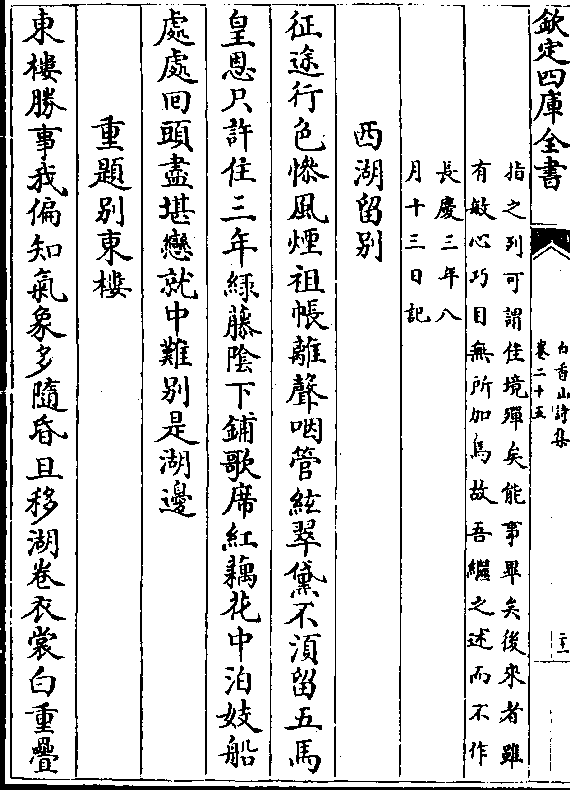 欽定四庫全書
白香山詩集
卷二十五
指之列可謂佳境殫矣能事畢矣後來者雖
有敏心巧目無所加焉故吾繼之述而不作
長慶三年八
月十三日記
西湖留别
征途行色慘風煙祖帳離聲咽管絃翠黛不湏留五馬
皇恩只許住三年緑藤隂下鋪歌席紅藕花中泊妓船
處處回頭盡堪戀就中難别是湖邊
重題别東樓
東樓勝事我偏知氣象多隨昏旦移湖卷衣裳白重疊